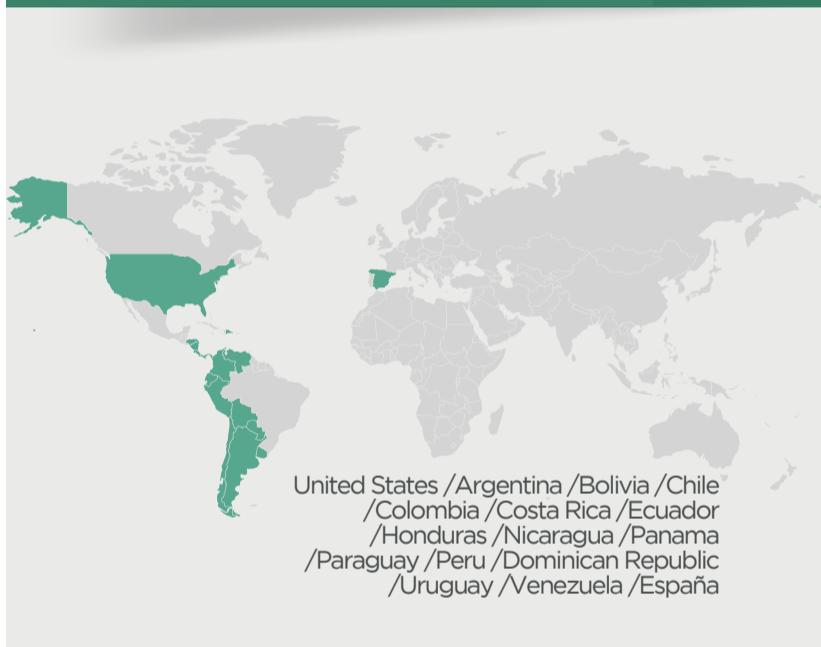 United States /Argentina /Bolivia /Chile
/Colombia /Costa Rica /Ecuador
/Honduras /Nicaragua /Panama
/Paraguay /Peru /Dominican Republic
/Uruguay /Venezuela /España